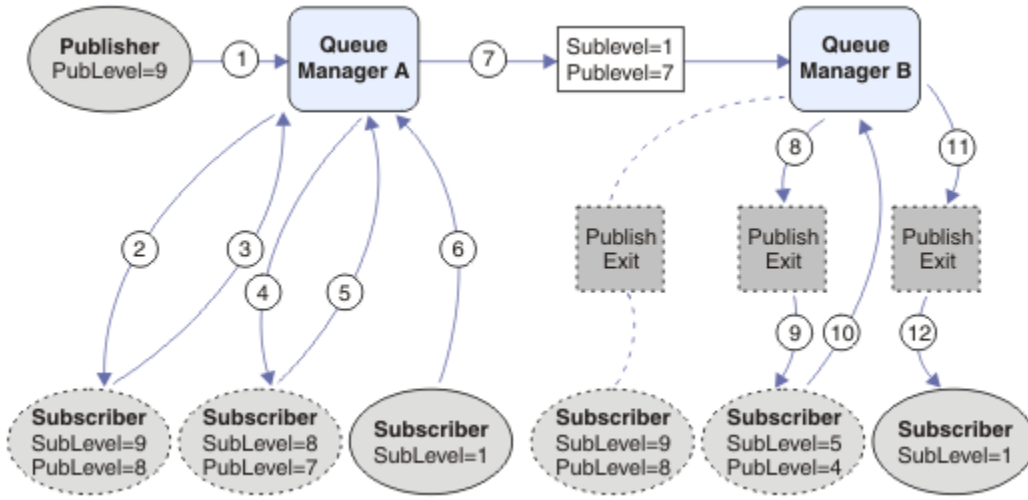 Publisher
PubLevel=9
1
Queue
Manager A
7
Sublevel=1
Publevel=7
Queue
Manager B
8
11
2
3
4
5
6
Publish
Exit
Publish
Exit
Publish
Exit
9
10
12
Subscriber
SubLevel=9
PubLevel=8
Subscriber
SubLevel=8
PubLevel=7
Subscriber
SubLevel=1
Subscriber
SubLevel=9
PubLevel=8
Subscriber
SubLevel=5
PubLevel=4
Subscriber
SubLevel=1